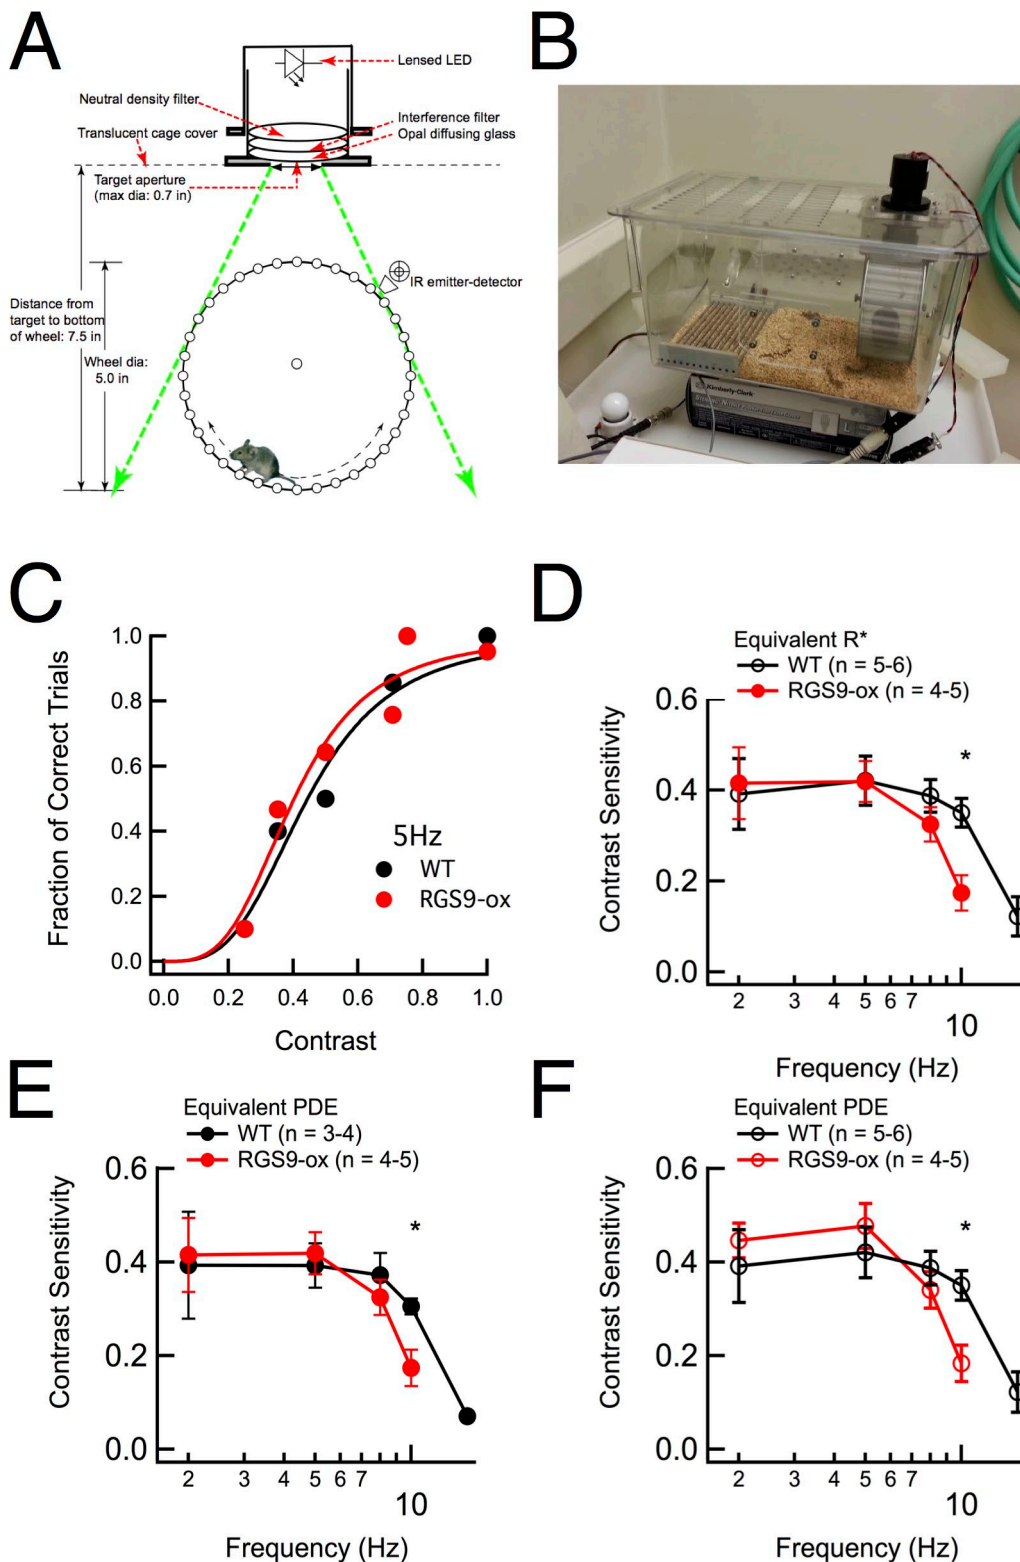 A
Lensed LED
Neutral density filter
Interference filter
Translucent cage cover
Opal diffusing glass
Target aperture
(max dia: 0.7 in)
IR emitter-detector
Distance from
target to bottom
of wheel: 7.5 in
Wheel dia:
5.0 in
B
Kimberly-Clark
L
C
Fraction of Correct Trials
1.0
0.8
0.6
0.4
0.2
0.0
5Hz
WT
RGS9-ox
0.0 0.2 0.4 0.6 0.8 1.0
Contrast
D
Equivalent R*
WT (n = 5-6)
RGS9-ox (n = 4-5)
Contrast Sensitivity
0.6
0.4
0.2
0.0
*
2 3 4 5 6 7
10
Frequency (Hz)
E
Equivalent PDE
WT (n = 3-4)
RGS9-ox (n = 4-5)
Contrast Sensitivity
0.6
0.4
0.2
0.0
*
2 3 4 5 6 7
10
Frequency (Hz)
F
Equivalent PDE
WT (n = 5-6)
RGS9-ox (n = 4-5)
Contrast Sensitivity
0.6
0.4
0.2
0.0
*
2 3 4 5 6 7
10
Frequency (Hz)